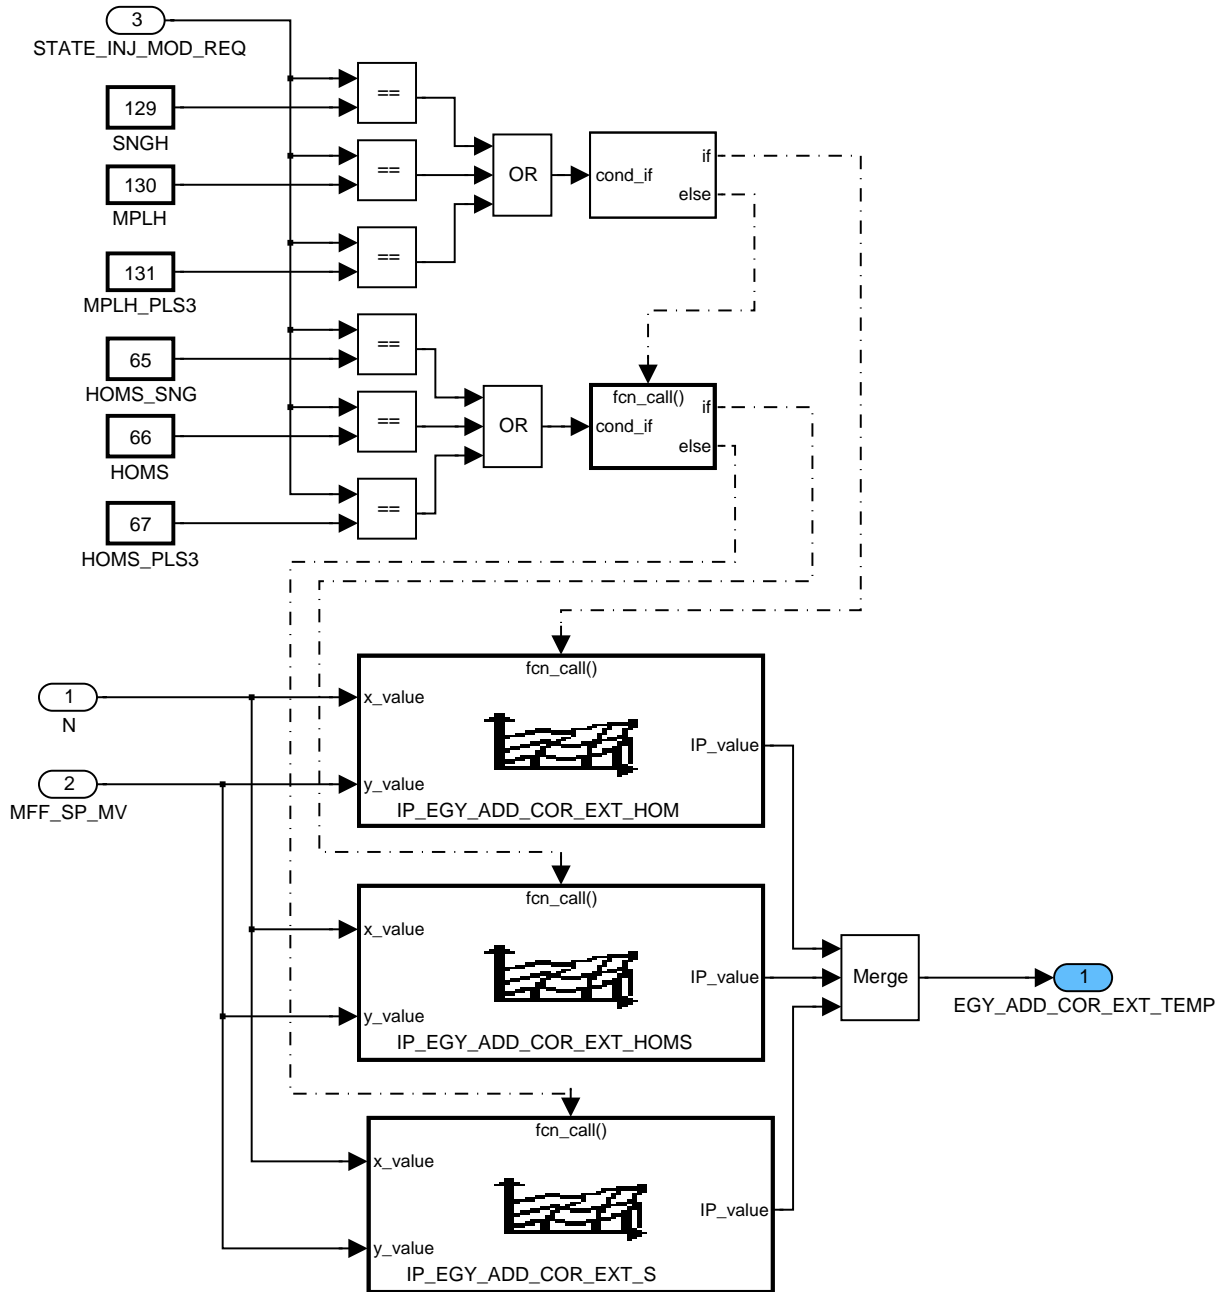 3
STATE_INJ_MOD_REQ
129
SNGH
130
MPLH
131
MPLH_PLS3
65
HOMS_SNG
66
HOMS
67
HOMS_PLS3
==
==
==
OR
cond_if
if
else
==
==
==
OR
fcn_call()
cond_if
if
else
1
N
2
MFF_SP_MV
fcn_call()
x_value
y_value
IP_value
IP_EGY_ADD_COR_EXT_HOM
fcn_call()
x_value
y_value
IP_value
IP_EGY_ADD_COR_EXT_HOMS
fcn_call()
x_value
y_value
IP_value
IP_EGY_ADD_COR_EXT_S
Merge
1
EGY_ADD_COR_EXT_TEMP